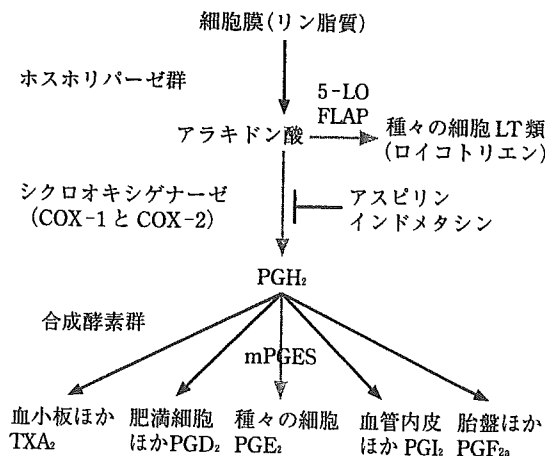 細胞膜(リン脂質)
ホスホリパーゼ群
5-LO
FLAP
アラキドン酸
種々の細胞LT類
(ロイコトリエン)
シクロオキシゲナーゼ
(COX-1とCOX-2)
アスピリン
インドメタシン
PGH₂
合成酵素群
mPGES
血小板ほか
TXA₂
肥満細胞
ほかPGD₂
種々の細胞
PGE₂
血管内皮
ほかPGI₂
胎盤ほか
PGF₂a